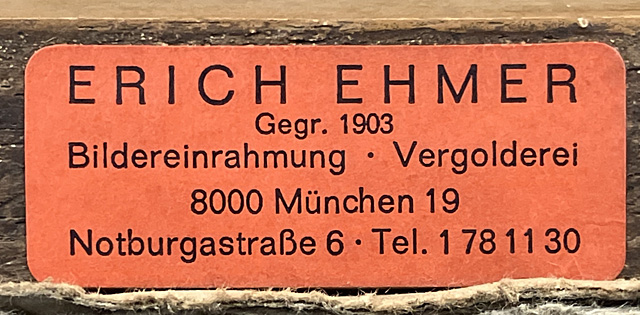 ERICH EHMER
Gegr. 1903
Bildereinrahmung · Vergolderei
8000 München 19
Notburgastraße 6 · Tel. 1 78 11 30